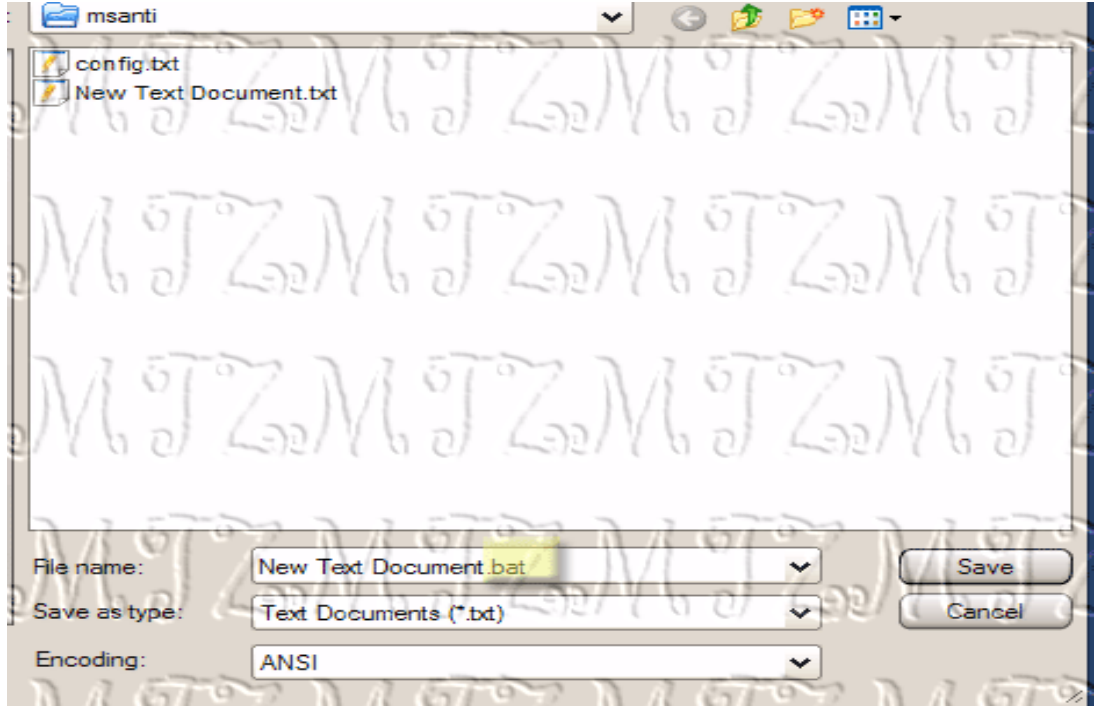 msanti
config.txt
New Text Document.txt
File name:
New Text Document.bat
Save
Save as type:
Text Documents (*.txt)
Cancel
Encoding:
ANSI